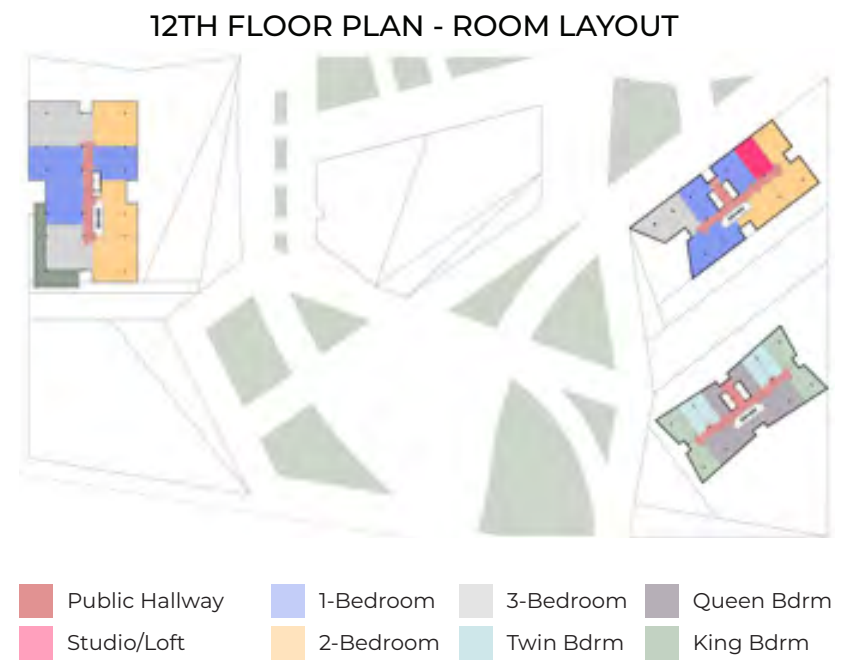 12TH FLOOR PLAN - ROOM LAYOUT
Public Hallway
1-Bedroom
3-Bedroom
Queen Bdrm
Studio/Loft
2-Bedroom
Twin Bdrm
King Bdrm